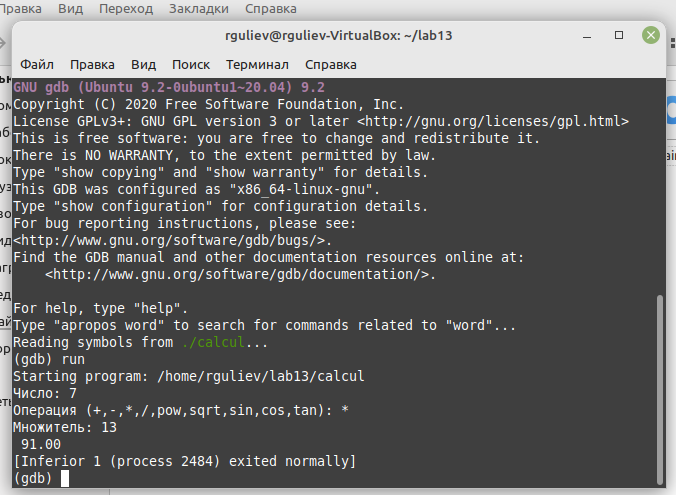 Правка Вид Переход Закладки Справка
rguliev@rguliev-VirtualBox: ~/lab13
Файл Правка Вид Поиск Терминал Справка
GNU gdb (Ubuntu 9.2-0ubuntu1~20.04) 9.2
Copyright (C) 2020 Free Software Foundation, Inc.
License GPLv3+: GNU GPL version 3 or later <http://gnu.org/licenses/gpl.html>
This is free software: you are free to change and redistribute it.
There is NO WARRANTY, to the extent permitted by law.
Type "show copying" and "show warranty" for details.
This GDB was configured as "x86_64-linux-gnu".
Type "show configuration" for configuration details.
For bug reporting instructions, please see:
<http://www.gnu.org/software/gdb/bugs/>.
Find the GDB manual and other documentation resources online at:
    <http://www.gnu.org/software/gdb/documentation/>.

For help, type "help".
Type "apropos word" to search for commands related to "word"...
Reading symbols from ./calcul...
(gdb) run
Starting program: /home/rguliev/lab13/calcul
Число: 7
Операция (+,-,*,/,pow,sqrt,sin,cos,tan): *
Множитель: 13
 91.00
[Inferior 1 (process 2484) exited normally]
(gdb)